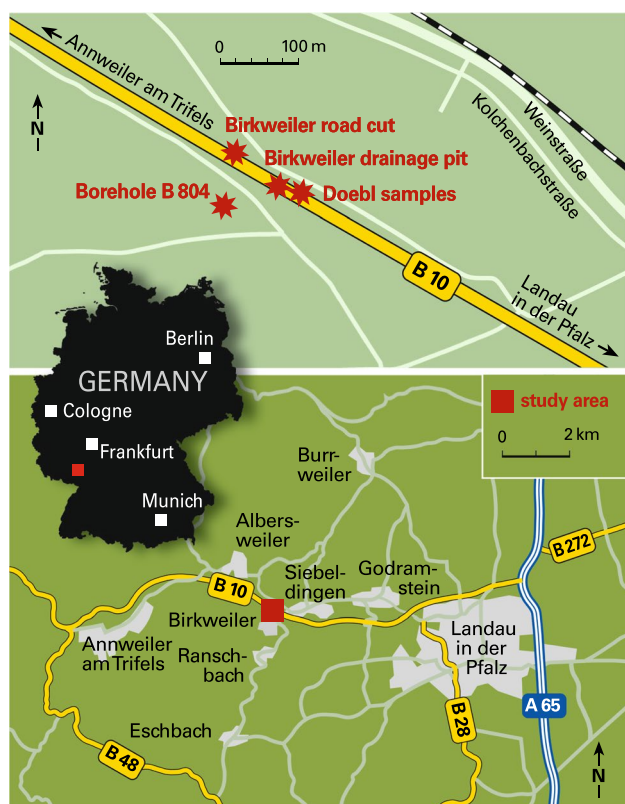 Annweiler am Trifels
0 100 m
N
Birkweiler road cut
Birkweiler drainage pit
Borehole B 804
Doebl samples
Weinstraße
Kolchenbachstraße
B 10
Landau
in der Pfalz
Berlin
GERMANY
Cologne
Frankfurt
Munich
study area
0 2 km
Burr-
weiler
Albers-
weiler
B 272
B 10
Siebel-
dingen
Godram-
stein
Birkweiler
Annweiler
am Trifels
Ransch-
bach
Landau
in der
Pfalz
A 65
B 28
Eschbach
B 48
N